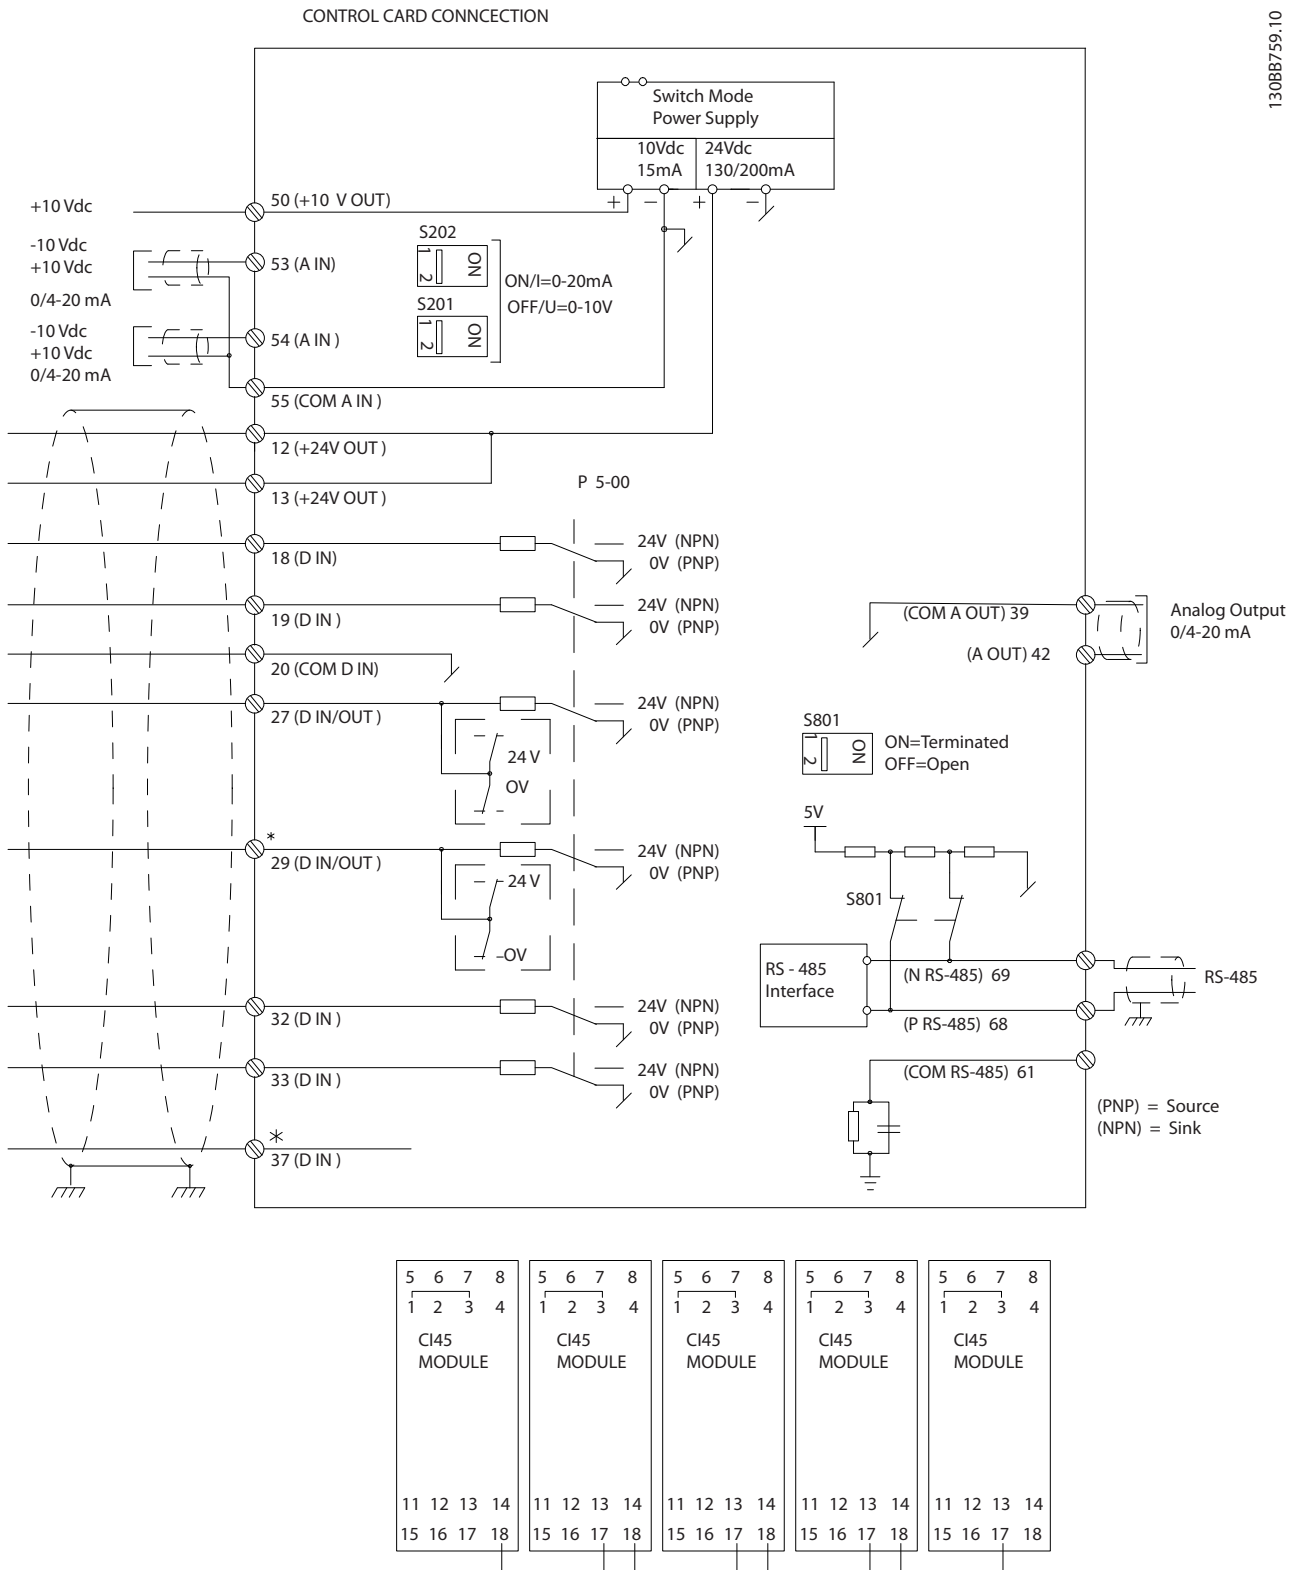 CONTROL CARD CONNCECTION
130BB759.10
Switch Mode
Power Supply
10Vdc
15mA
24Vdc
130/200mA
+ − + −
+10 Vdc
50 (+10 V OUT)
-10 Vdc
+10 Vdc
0/4-20 mA
53 (A IN)
S202
1
2
ON
ON/I=0-20mA
OFF/U=0-10V
S201
1
2
ON
-10 Vdc
+10 Vdc
0/4-20 mA
54 (A IN )
55 (COM A IN )
12 (+24V OUT )
13 (+24V OUT )
P 5-00
18 (D IN)
24V (NPN)
0V (PNP)
19 (D IN )
24V (NPN)
0V (PNP)
(COM A OUT) 39
Analog Output
0/4-20 mA
(A OUT) 42
20 (COM D IN)
27 (D IN/OUT )
24V (NPN)
0V (PNP)
24 V
OV
S801
1
2
ON
ON=Terminated
OFF=Open
5V
*
29 (D IN/OUT )
24V (NPN)
0V (PNP)
24 V
OV
S801
RS - 485
Interface
(N RS-485) 69
RS-485
(P RS-485) 68
32 (D IN )
24V (NPN)
0V (PNP)
33 (D IN )
24V (NPN)
0V (PNP)
(COM RS-485) 61
(PNP) = Source
(NPN) = Sink
*
37 (D IN )
5 6 7 8
1 2 3 4
CI45
MODULE
11 12 13 14
15 16 17 18
5 6 7 8
1 2 3 4
CI45
MODULE
11 12 13 14
15 16 17 18
5 6 7 8
1 2 3 4
CI45
MODULE
11 12 13 14
15 16 17 18
5 6 7 8
1 2 3 4
CI45
MODULE
11 12 13 14
15 16 17 18
5 6 7 8
1 2 3 4
CI45
MODULE
11 12 13 14
15 16 17 18